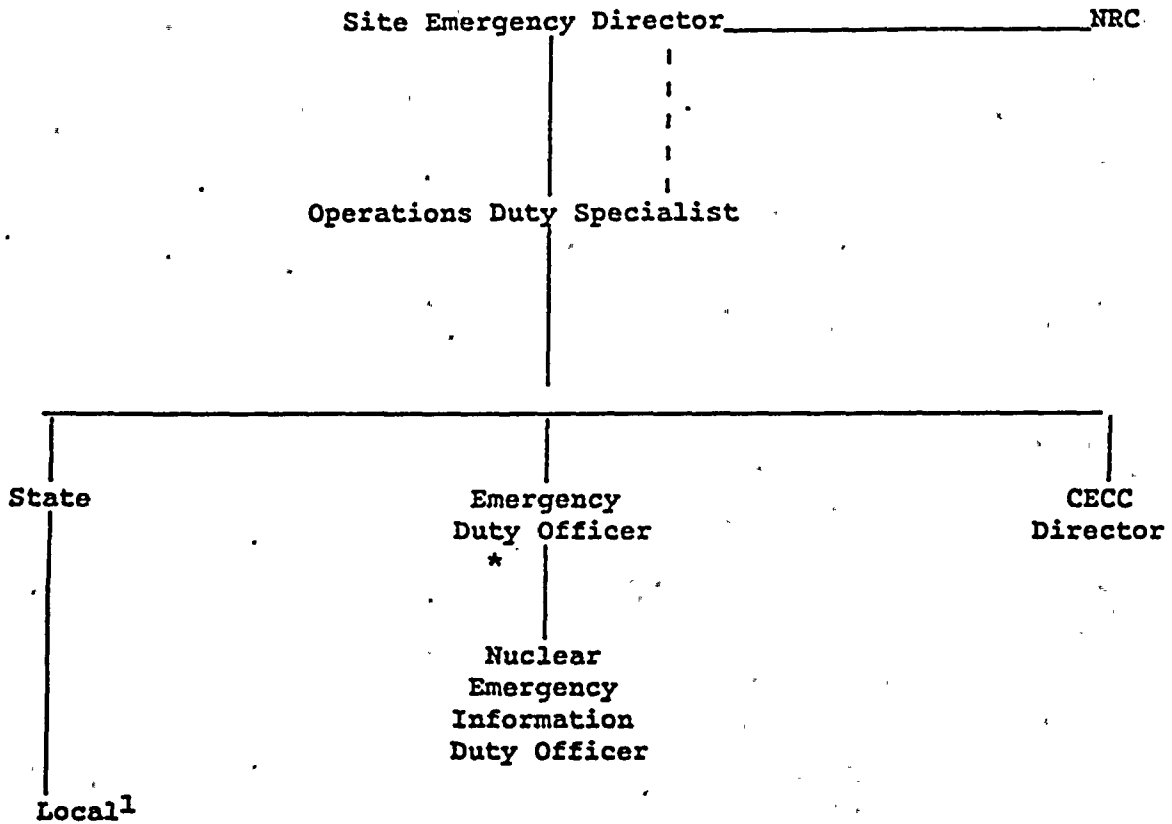 Site Emergency Director NRC
Operations Duty Specialist
State
Emergency
Duty Officer
*
CECC
Director
Nuclear
Emergency
Information
Duty Officer
Local1